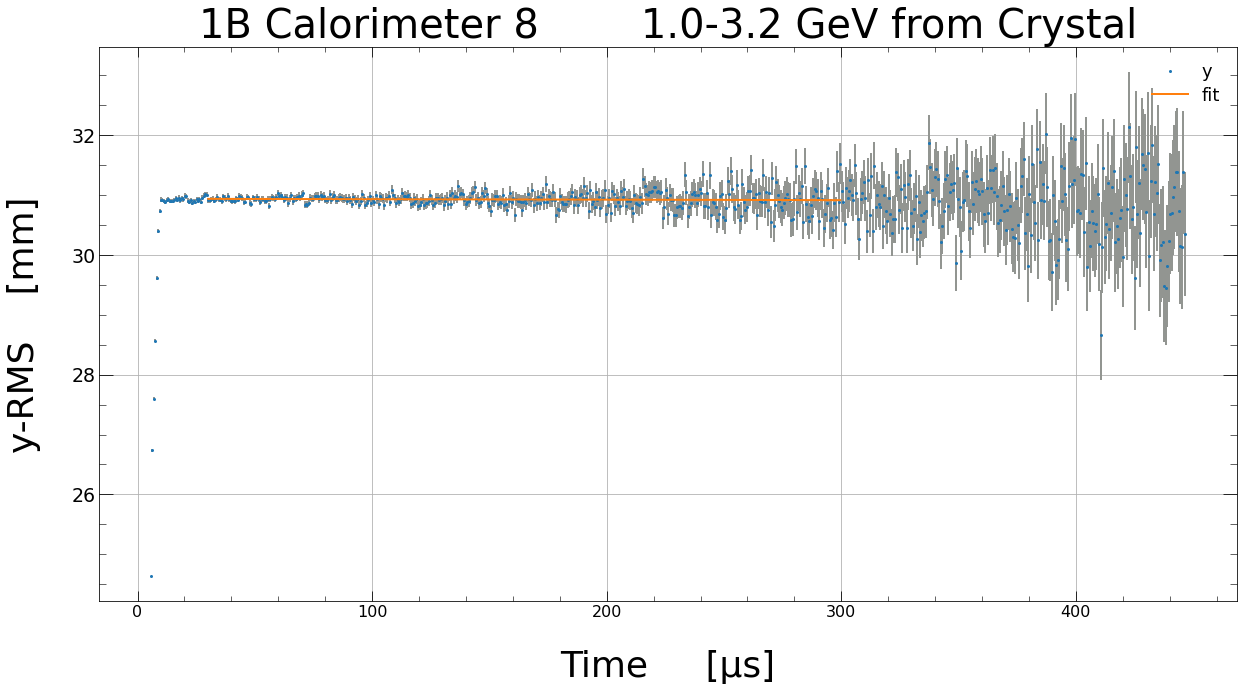 1B Calorimeter 8 1.0-3.2 GeV from Crystal
y
fit
y-RMS [mm]
32
30
28
26
0 100 200 300 400
Time [µs]